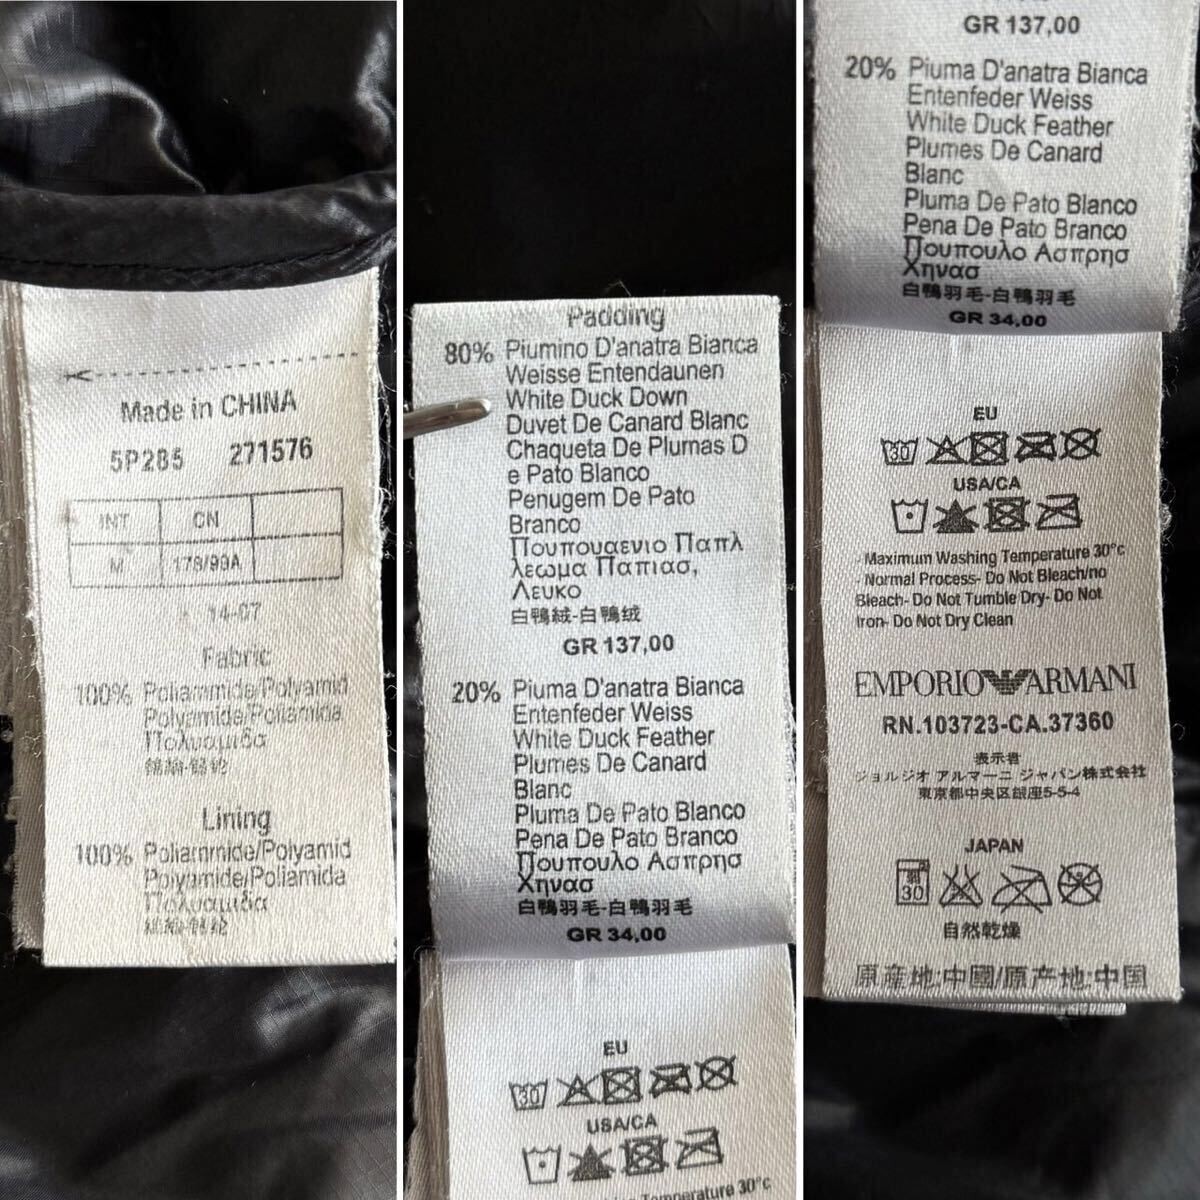 Made in CHINA
5P285 271576
INT CN
M 178/99A
14-07
Fabric
100% Poliammide/Polyamid
Polyamide/Poliamida
Πολυαμιδα
Lining
100% Poliammide/Polyamid
Polyamide/Poliamida
Πολυαμιδα
Padding
80% Piumino D'anatra Bianca
Weisse Entendaunen
White Duck Down
Duvet De Canard Blanc
Chaqueta De Plumas D
e Pato Blanco
Penugem De Pato
Branco
Πουπουαενιο Παπλ
λεωμα Παπιασ,
Λευκο
白鴨絨-白鸭绒
GR 137,00
20% Piuma D'anatra Bianca
Entenfeder Weiss
White Duck Feather
Plumes De Canard
Blanc
Pluma De Pato Blanco
Pena De Pato Branco
Πουπουλο Ασπρησ
Χηνασ
白鴨羽毛-白鸭羽毛
GR 34,00
EU
30
USA/CA
Temperature 30°c
GR 137,00
20% Piuma D'anatra Bianca
Entenfeder Weiss
White Duck Feather
Plumes De Canard
Blanc
Pluma De Pato Blanco
Pena De Pato Branco
Πουπουλο Ασπρησ
Χηνασ
白鴨羽毛-白鸭羽毛
GR 34,00
EU
30
USA/CA
Maximum Washing Temperature 30°c
- Normal Process- Do Not Bleach/no
Bleach- Do Not Tumble Dry- Do Not
Iron- Do Not Dry Clean
EMPORIO ARMANI
RN.103723-CA.37360
表示者
ジョルジオ アルマーニ ジャパン株式会社
東京都中央区銀座5-5-4
JAPAN
弱
30
自然乾燥
原産地:中國/原产地:中国